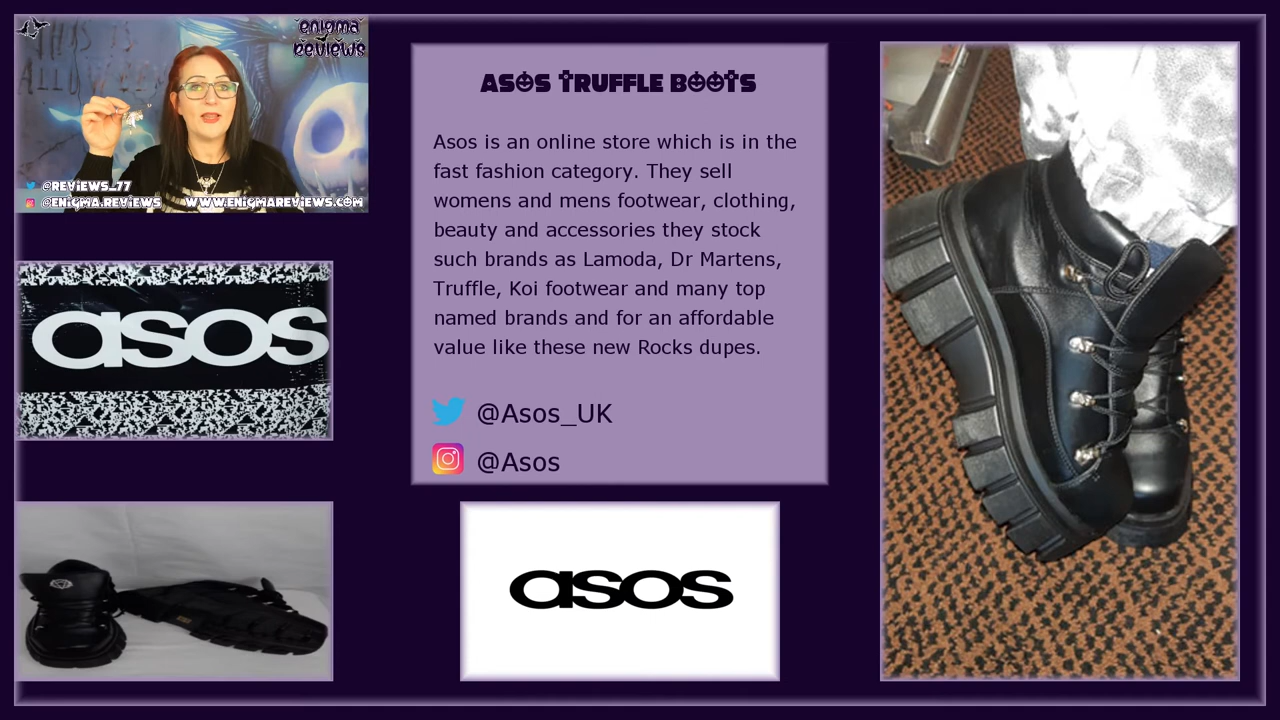 THIS IS
enigma
reviews
@REVIEWS_77
@ENIGMA.REVIEWS WWW.ENIGMAREVIEWS.COM
asos
ASOS TRUFFLE BOOTS
Asos is an online store which is in the
fast fashion category. They sell
womens and mens footwear, clothing,
beauty and accessories they stock
such brands as Lamoda, Dr Martens,
Truffle, Koi footwear and many top
named brands and for an affordable
value like these new Rocks dupes.
@Asos_UK
@Asos
asos